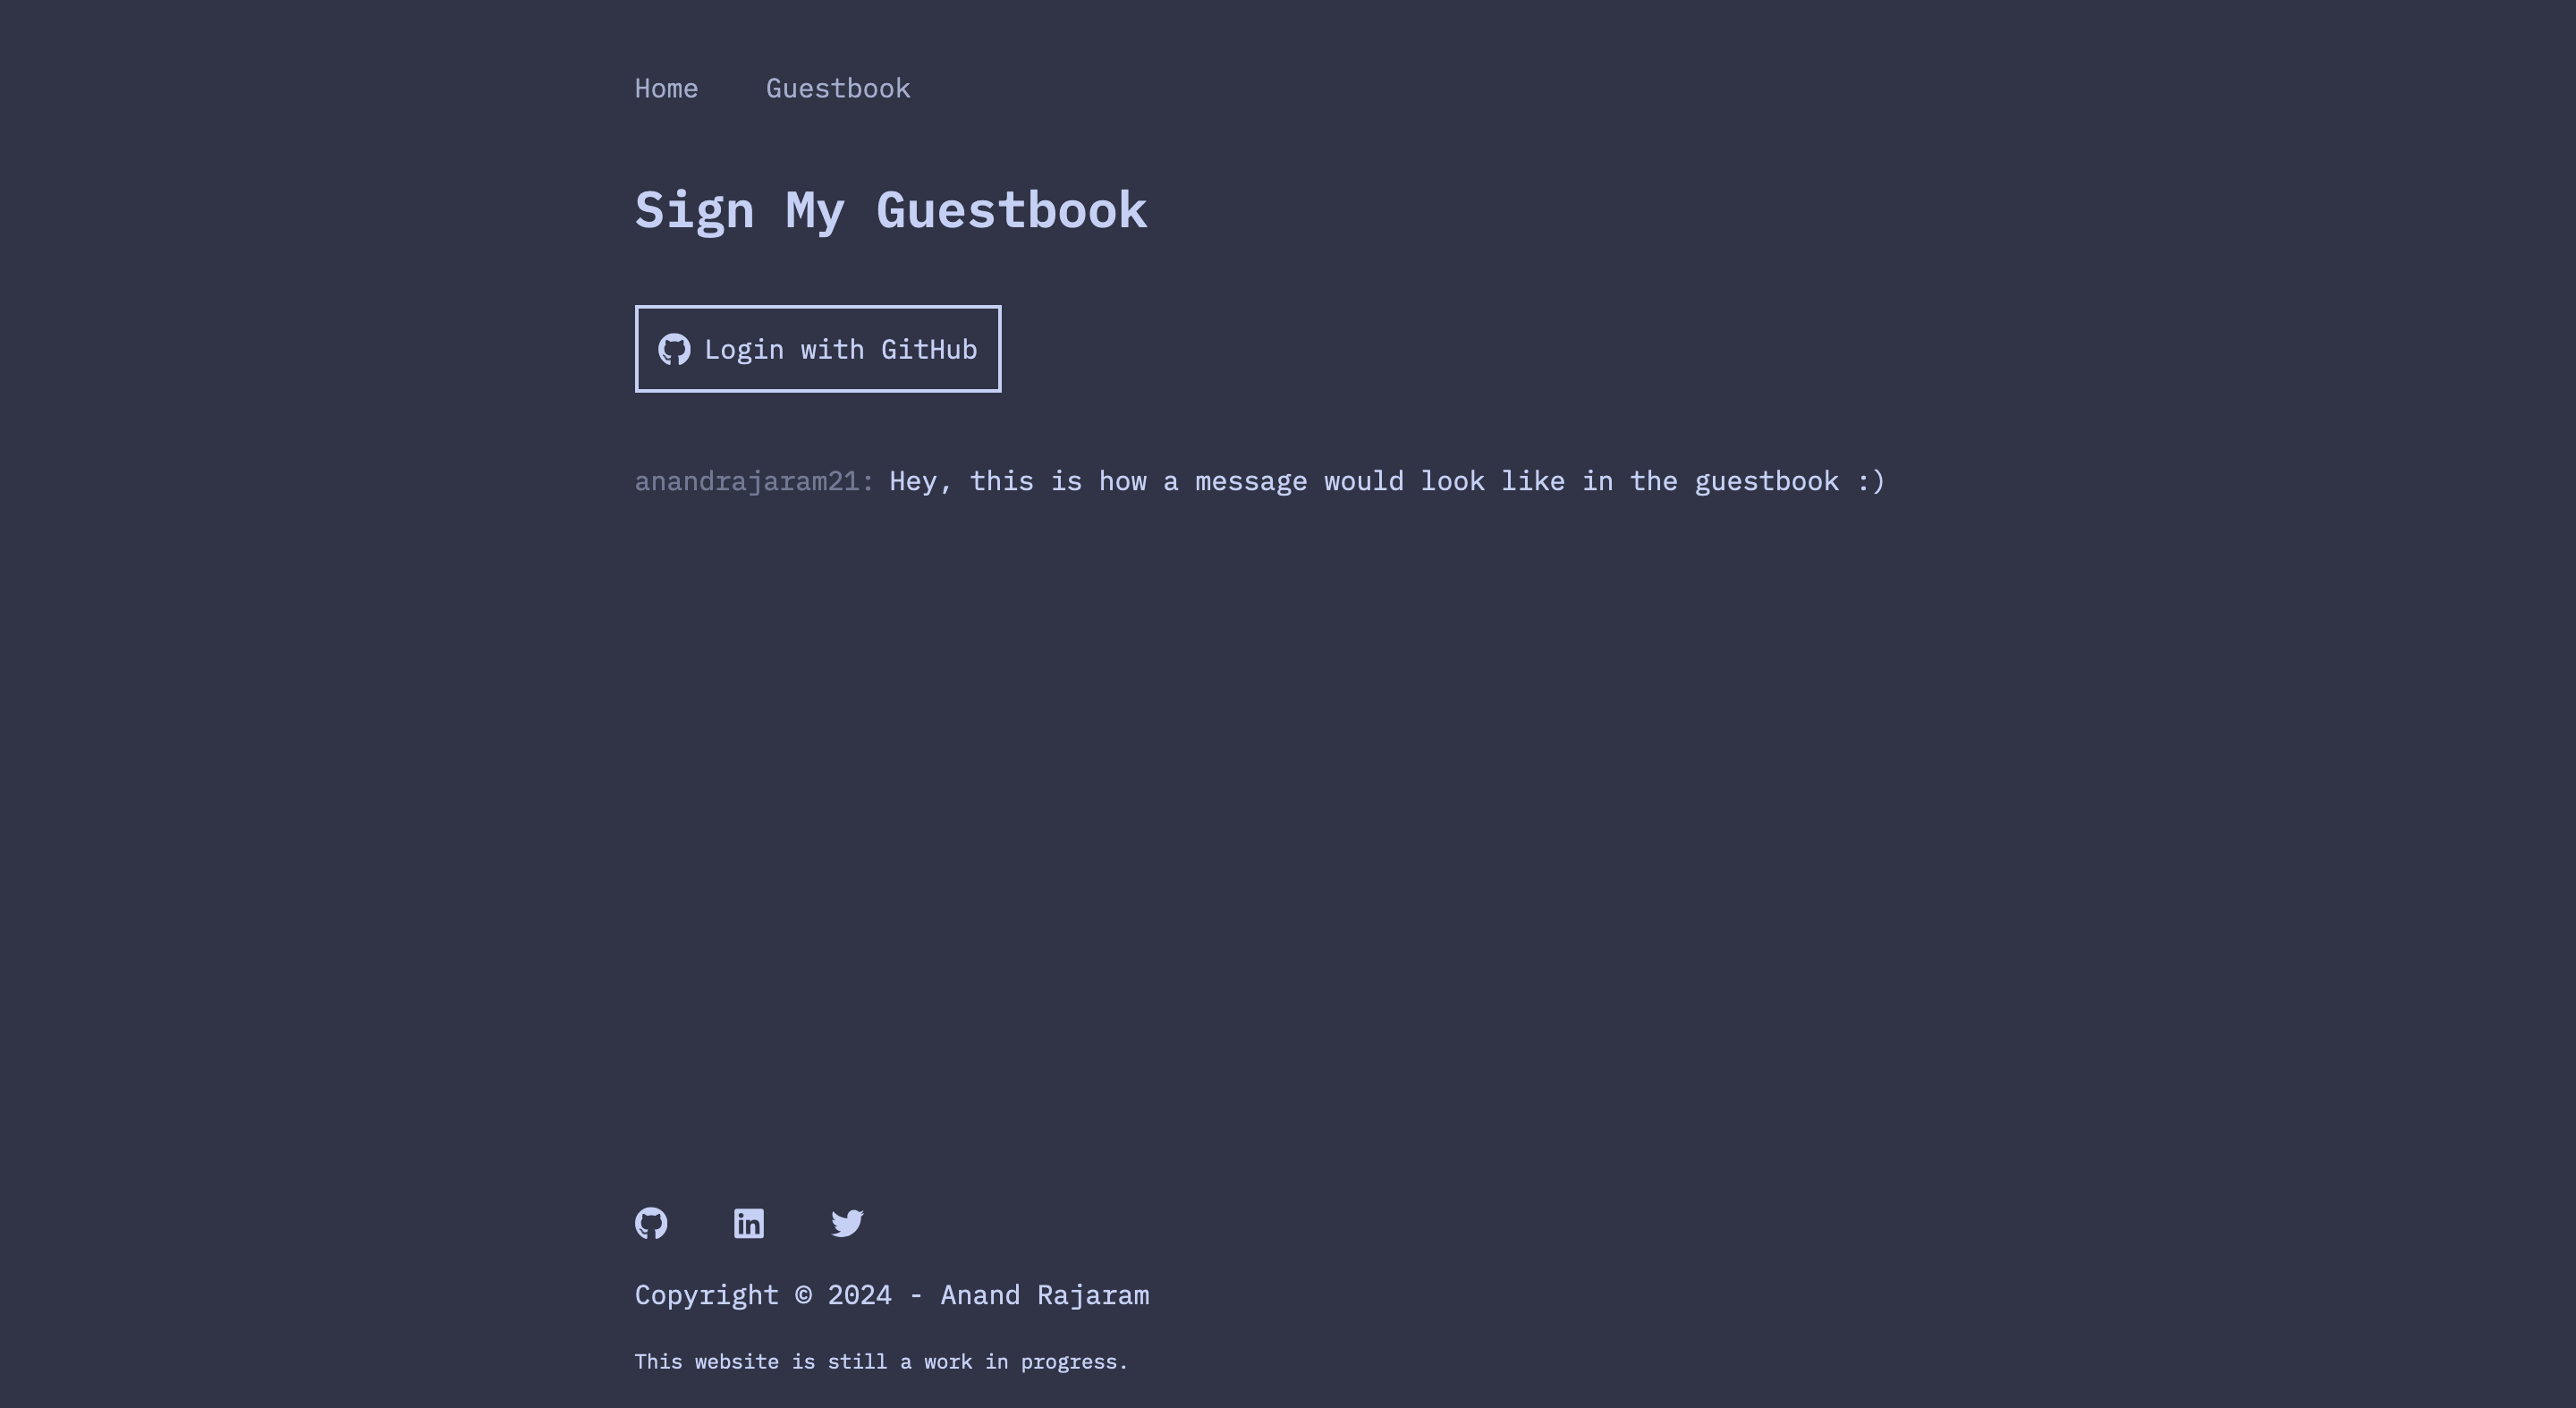 Home Guestbook
Sign My Guestbook
Login with GitHub
anandrajaram21: Hey, this is how a message would look like in the guestbook :)
in
Copyright © 2024 - Anand Rajaram
This website is still a work in progress.